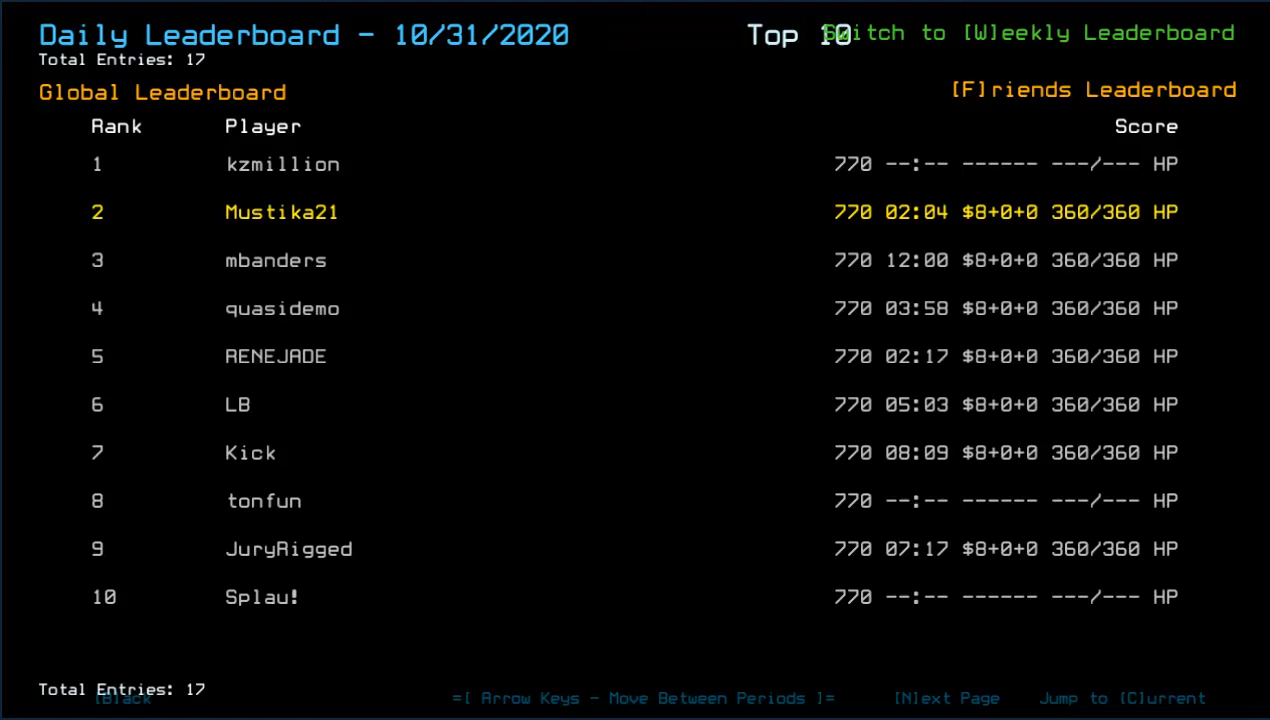 Daily Leaderboard - 10/31/2020 Top 10 Switch to [W]eekly Leaderboard
Total Entries: 17
Global Leaderboard [F]riends Leaderboard
Rank Player Score
1 kzmillion 770 --:-- ------ ---/--- HP
2 Mustika21 770 02:04 $8+0+0 360/360 HP
3 mbanders 770 12:00 $8+0+0 360/360 HP
4 quasidemo 770 03:58 $8+0+0 360/360 HP
5 RENEJADE 770 02:17 $8+0+0 360/360 HP
6 LB 770 05:03 $8+0+0 360/360 HP
7 Kick 770 08:09 $8+0+0 360/360 HP
8 tonfun 770 --:-- ------ ---/--- HP
9 JuryRigged 770 07:17 $8+0+0 360/360 HP
10 Splau! 770 --:-- ------ ---/--- HP
Total Entries: 17
=[ Arrow Keys - Move Between Periods ]= [N]ext Page Jump to [C]urrent